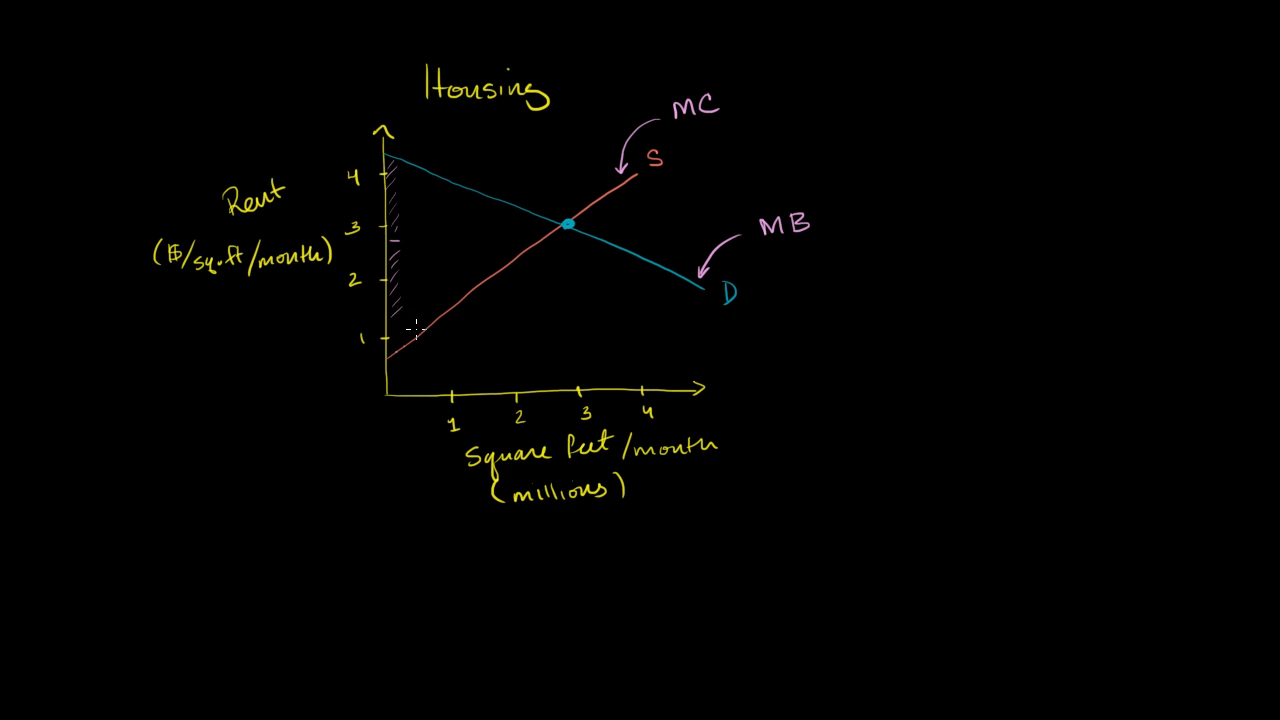 Housing
MC
S
4
Rent
3
MB
($/sq.ft/month)
2
D
1
1 2 3 4
Square feet/month
(millions)